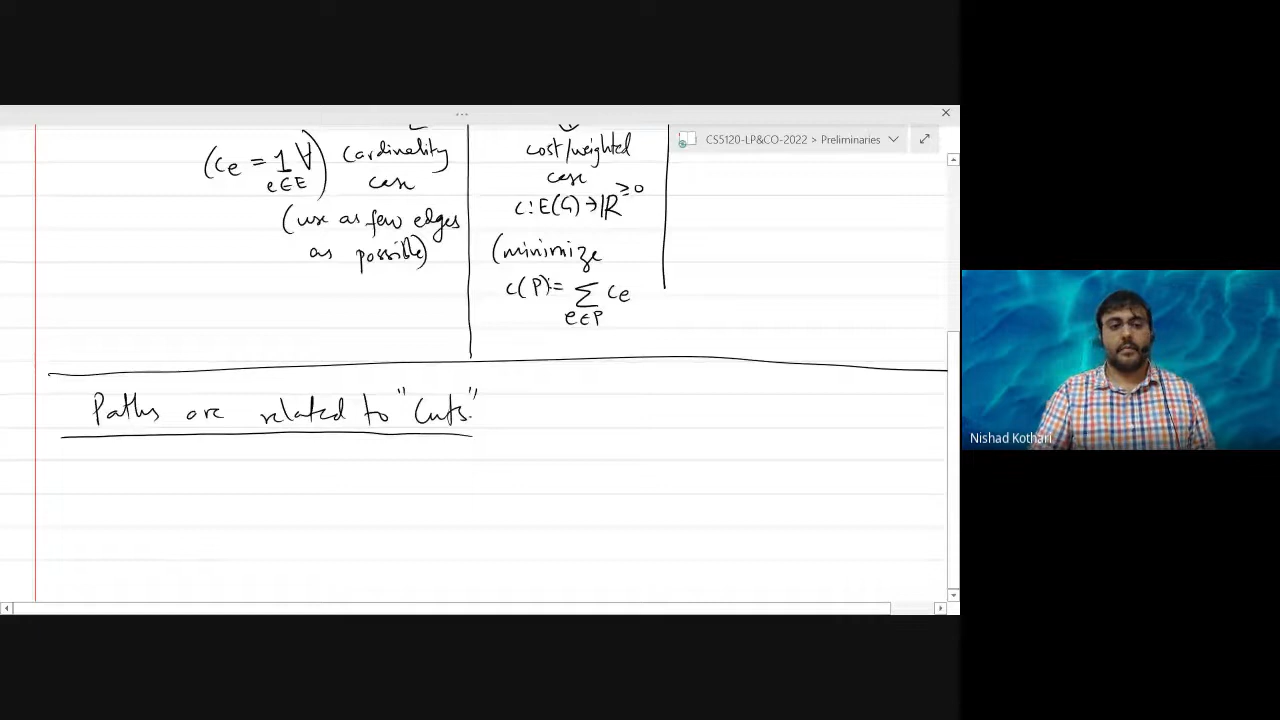 CS5120-LP&CO-2022 > Preliminaries
(ce = 1 ∀ e∈E) cardinality
case
(use as few edges
as possible)
cost/weighted
case
c: E(G) → ℝ≥0
(minimize
c(P) := ∑ ce
e∈P
Paths are related to "Cuts."
Nishad Kothari